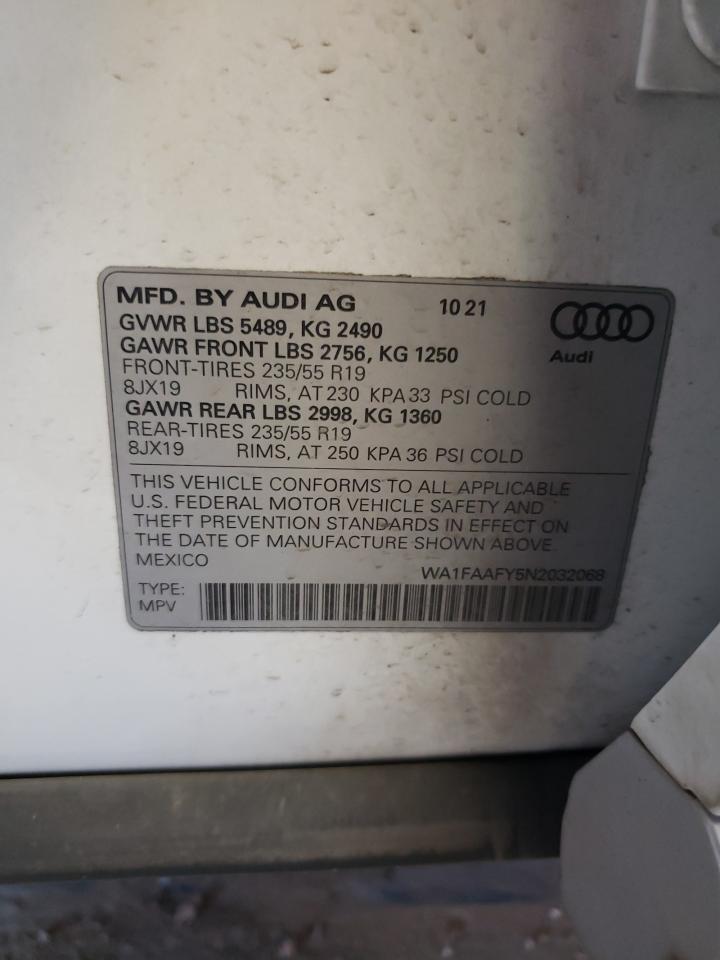 MFD. BY AUDI AG 10 21
GVWR LBS 5489, KG 2490
GAWR FRONT LBS 2756, KG 1250
Audi
FRONT-TIRES 235/55 R19
8JX19 RIMS, AT 230 KPA 33 PSI COLD
GAWR REAR LBS 2998, KG 1360
REAR-TIRES 235/55 R19
8JX19 RIMS, AT 250 KPA 36 PSI COLD
THIS VEHICLE CONFORMS TO ALL APPLICABLE
U.S. FEDERAL MOTOR VEHICLE SAFETY AND
THEFT PREVENTION STANDARDS IN EFFECT ON
THE DATE OF MANUFACTURE SHOWN ABOVE.
MEXICO
WA1FAAFY5N2032068
TYPE:
MPV